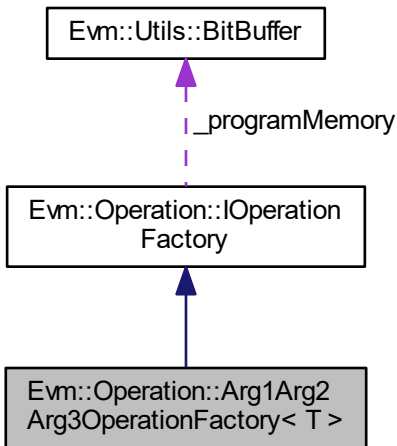 Evm::Utils::BitBuffer
_programMemory
Evm::Operation::IOperation
Factory
Evm::Operation::Arg1Arg2
Arg3OperationFactory< T >